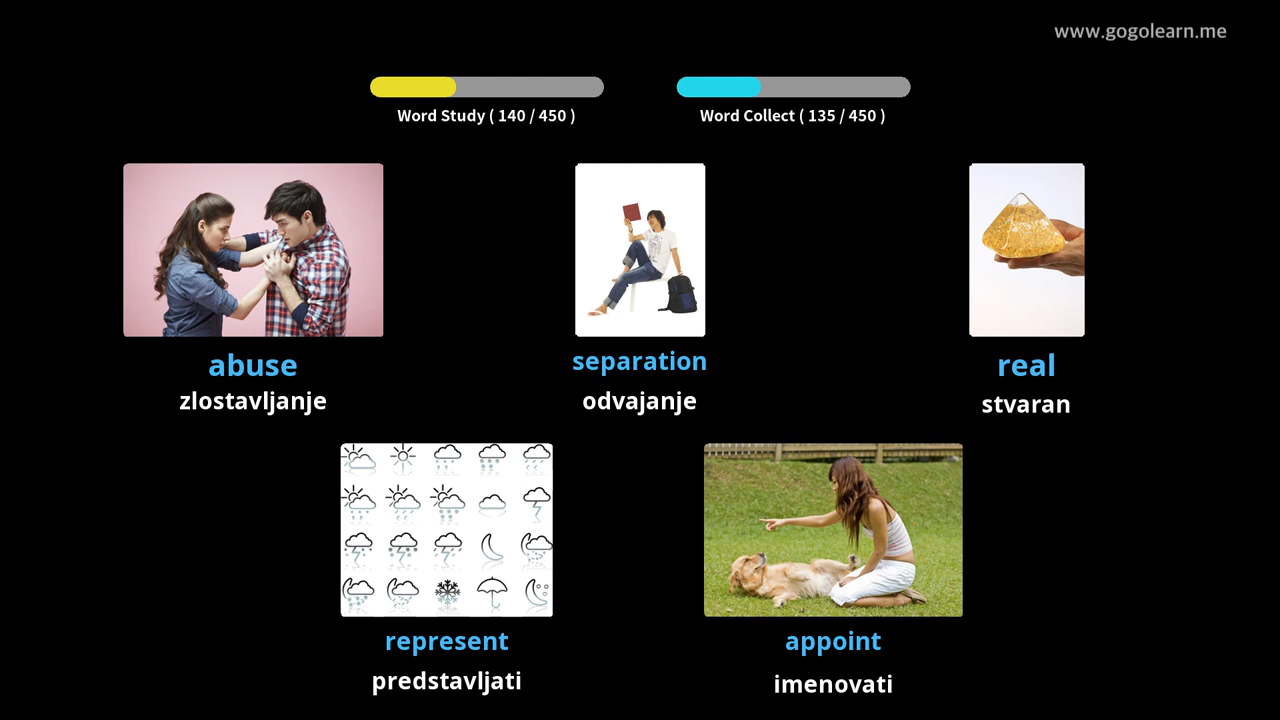 www.gogolearn.me
Word Study ( 140 / 450 )
Word Collect ( 135 / 450 )
abuse
zlostavljanje
separation
odvajanje
real
stvaran
represent
predstavljati
appoint
imenovati